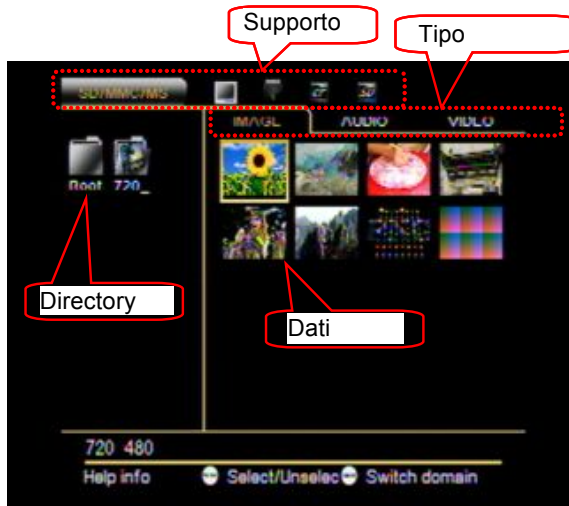 Supporto
Tipo
SD/MMC/MS
IMAGE AUDIO VIDEO
Root 720_
Directory
Dati
720 480
Help info Select/Unselec Switch domain